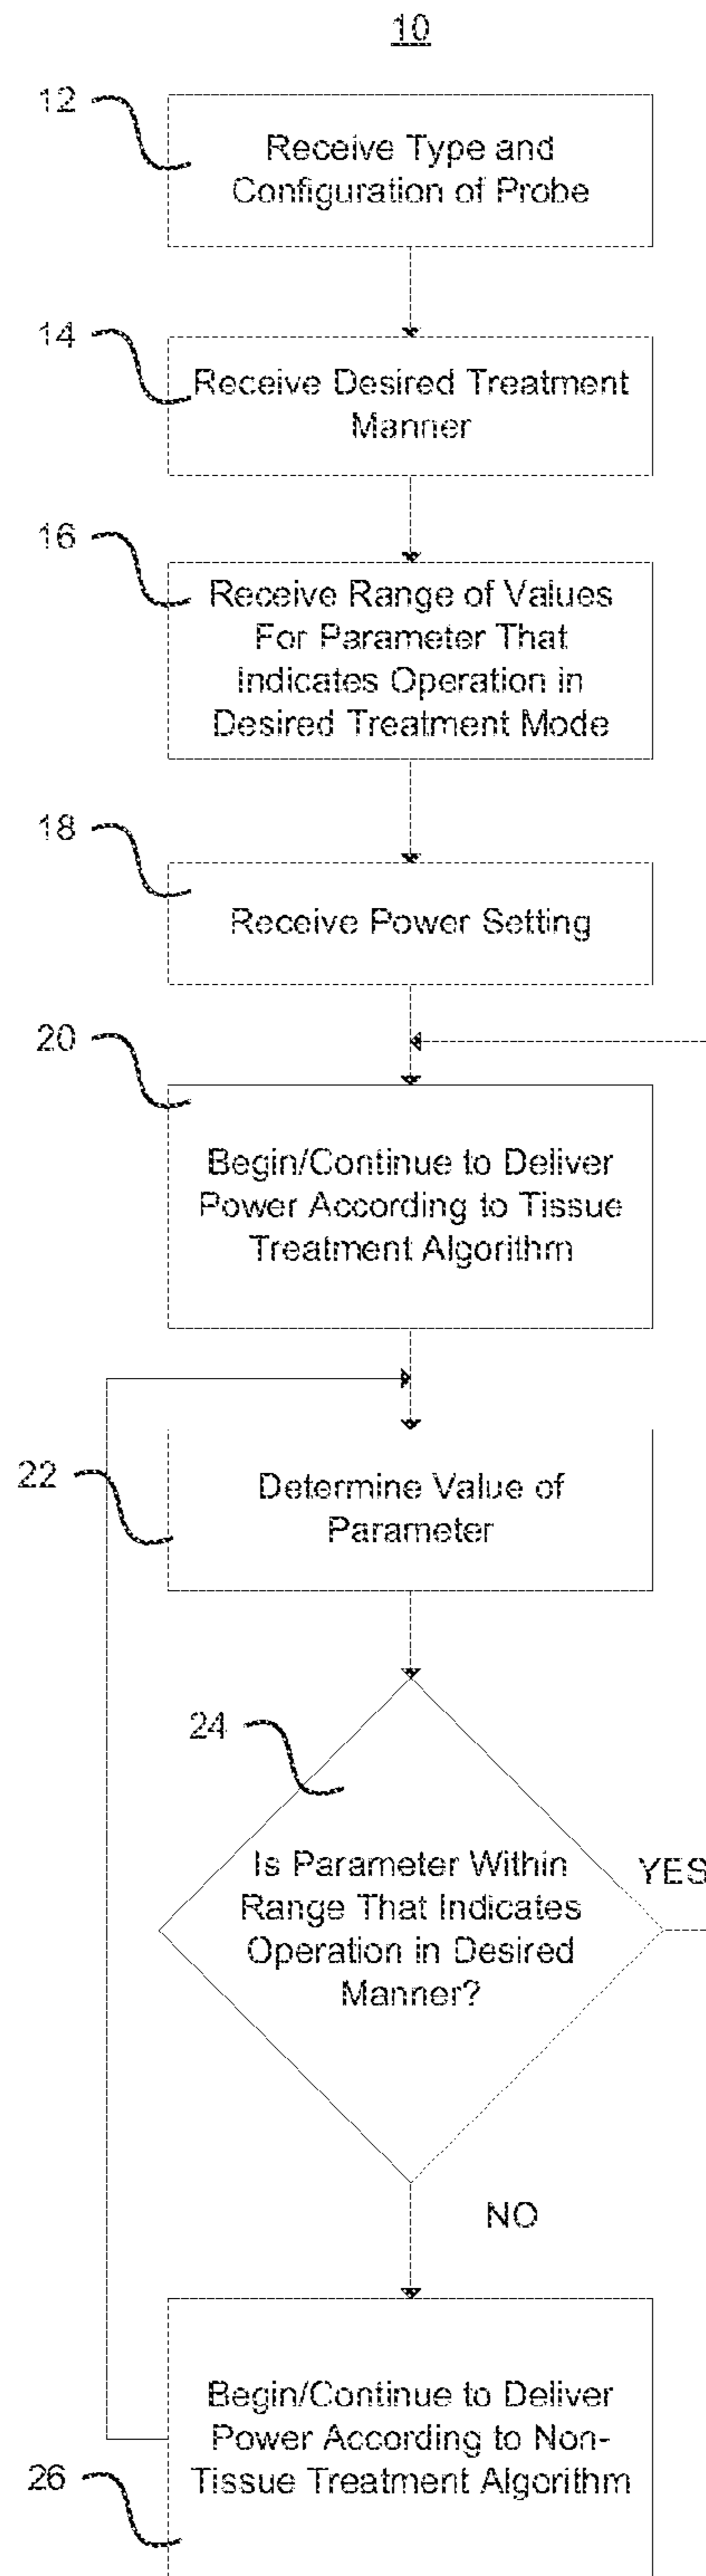 10
12
Receive Type and
Configuration of Probe
14
Receive Desired Treatment
Manner
16
Receive Range of Values
For Parameter That
Indicates Operation in
Desired Treatment Mode
18
Receive Power Setting
20
Begin/Continue to Deliver
Power According to Tissue
Treatment Algorithm
22
Determine Value of
Parameter
24
Is Parameter Within
Range That Indicates
Operation in Desired
Manner?
YES
NO
Begin/Continue to Deliver
Power According to Non-
Tissue Treatment Algorithm
26